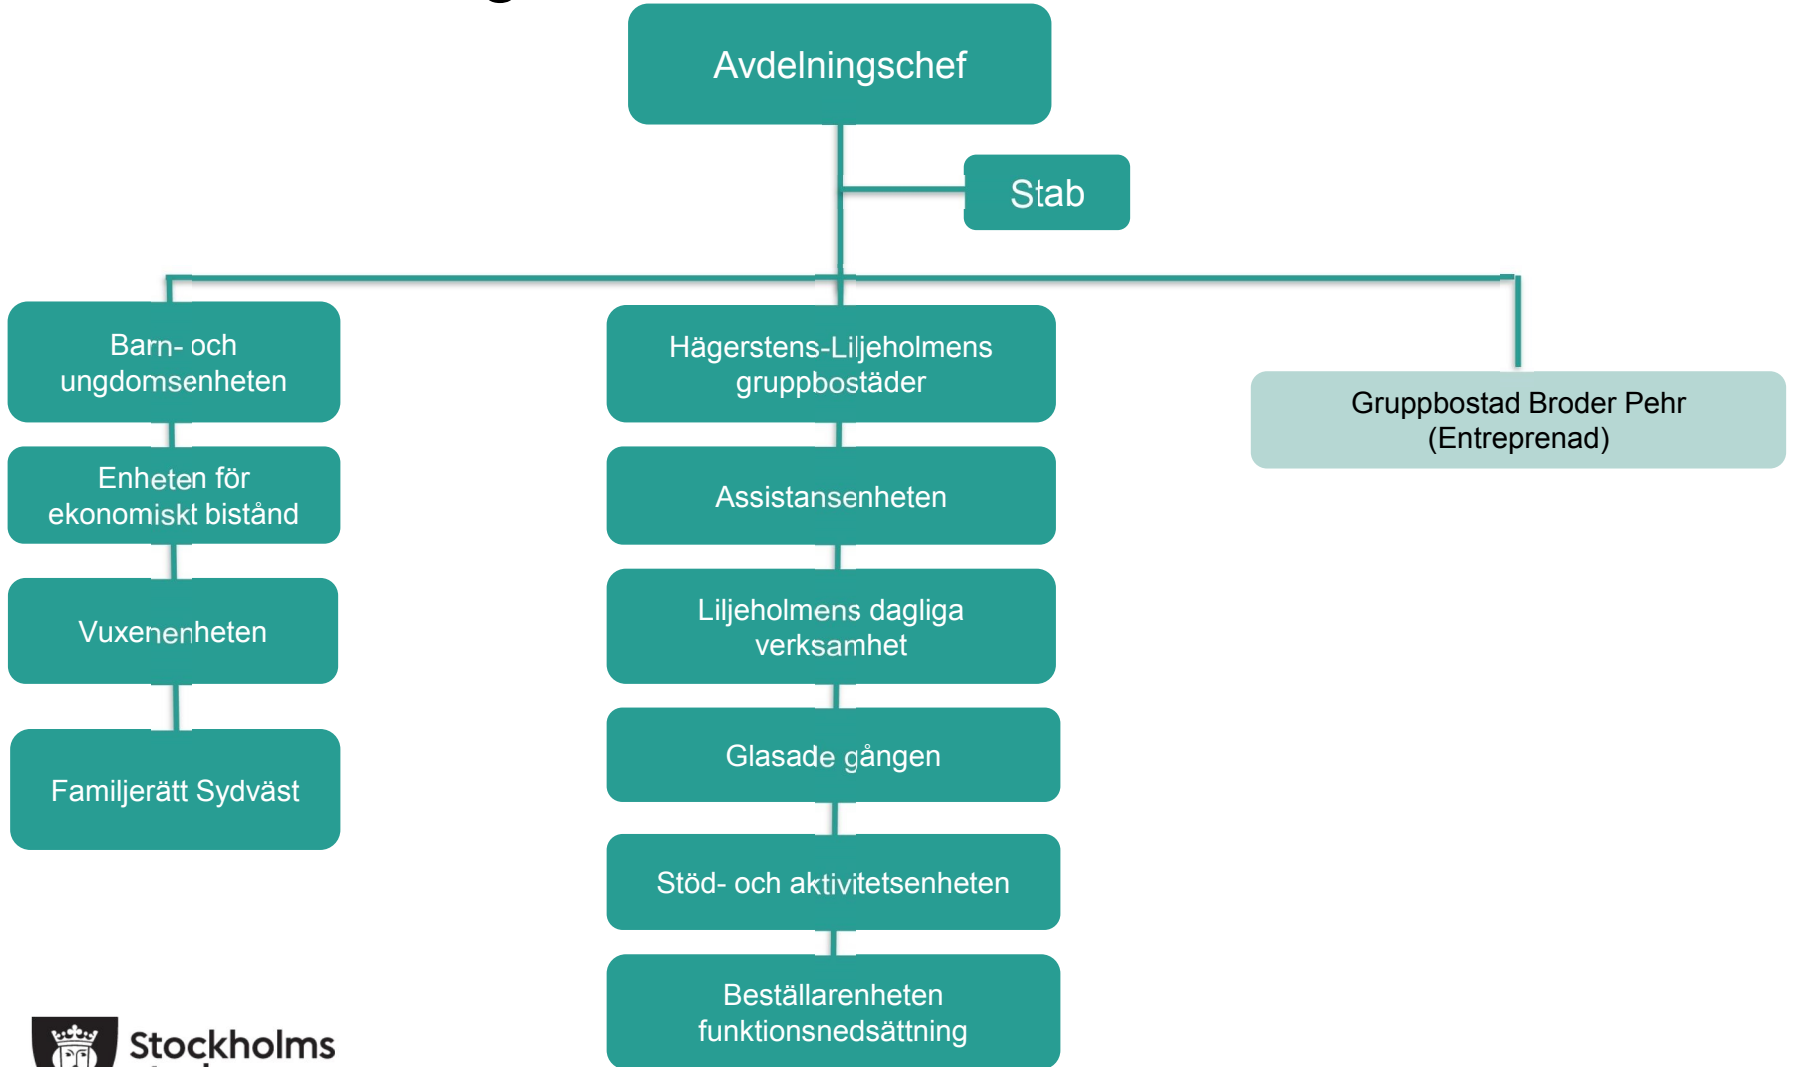 Avdelningschef
Stab
Barn- och
ungdomsenheten
Enheten för
ekonomiskt bistånd
Vuxenenheten
Familjerätt Sydväst
Hägerstens-Liljeholmens
gruppbostäder
Assistansenheten
Liljeholmens dagliga
verksamhet
Glasade gången
Stöd- och aktivitetsenheten
Beställarenheten
funktionsnedsättning
Gruppbostad Broder Pehr
(Entreprenad)
Stockholms